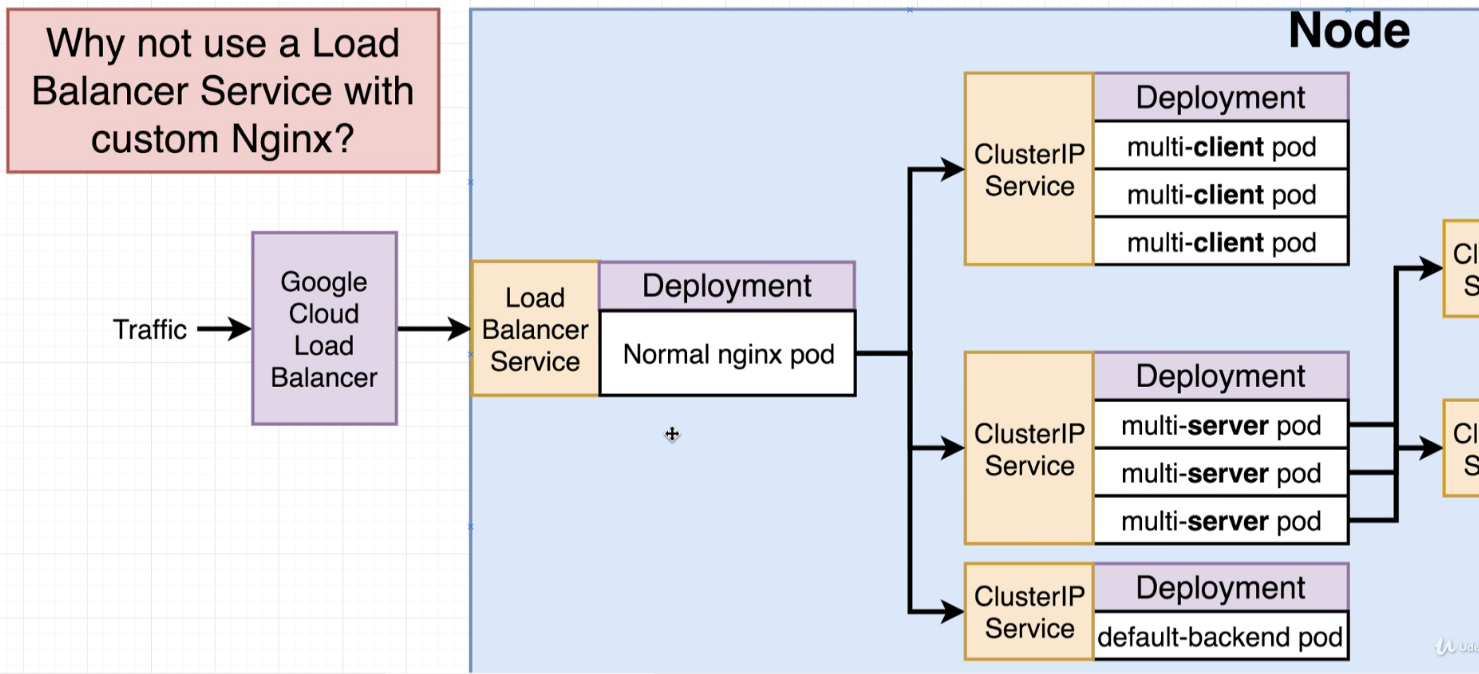 Why not use a Load
Balancer Service with
custom Nginx?
Node
Traffic
Google
Cloud
Load
Balancer
Load
Balancer
Service
Deployment
Normal nginx pod
ClusterIP
Service
Deployment
multi-client pod
multi-client pod
multi-client pod
ClusterIP
Service
Deployment
multi-server pod
multi-server pod
multi-server pod
ClusterIP
Service
Deployment
default-backend pod
Cl
S
Cl
S